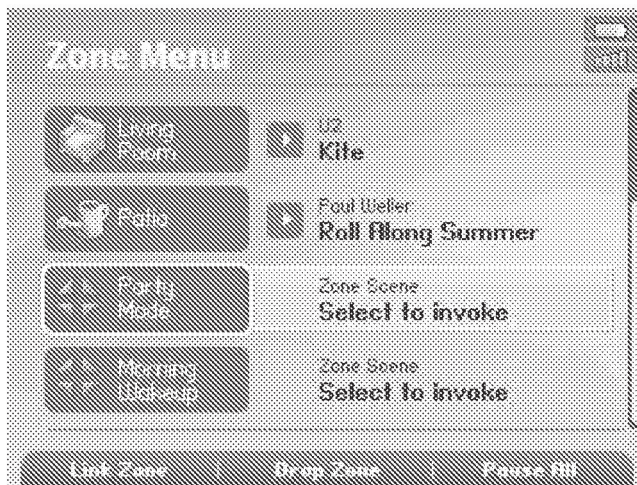 Zone Menu
Living
Room
U2
Kite
Patio
Paul Weller
Roll Along Summer
Party
Mode
Zone Scene
Select to invoke
Morning
Wakeup
Zone Scene
Select to invoke
Link Zone
Drop Zone
Pause All